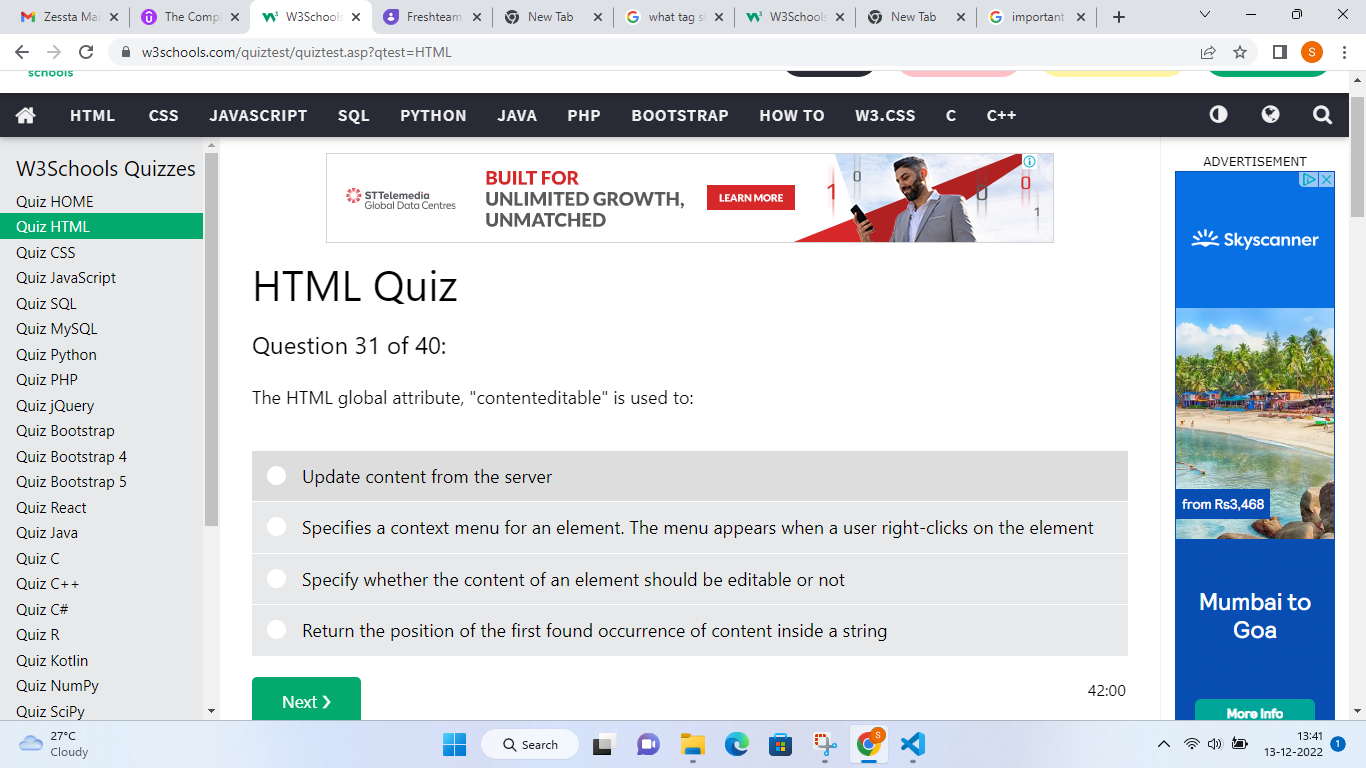 Zessta Mai
The Compl
W3Schools
Freshteam
New Tab
what tag sh
W3Schools
New Tab
important
w3schools.com/quiztest/quiztest.asp?qtest=HTML
S
schools
HTML
CSS
JAVASCRIPT
SQL
PYTHON
JAVA
PHP
BOOTSTRAP
HOW TO
W3.CSS
C
C++
W3Schools Quizzes
Quiz HOME
Quiz HTML
Quiz CSS
Quiz JavaScript
Quiz SQL
Quiz MySQL
Quiz Python
Quiz PHP
Quiz jQuery
Quiz Bootstrap
Quiz Bootstrap 4
Quiz Bootstrap 5
Quiz React
Quiz Java
Quiz C
Quiz C++
Quiz C#
Quiz R
Quiz Kotlin
Quiz NumPy
Quiz SciPy
STTelemedia
Global Data Centres
BUILT FOR
UNLIMITED GROWTH,
UNMATCHED
LEARN MORE
1
0
0
0
1
HTML Quiz
Question 31 of 40:
The HTML global attribute, "contenteditable" is used to:
Update content from the server
Specifies a context menu for an element. The menu appears when a user right-clicks on the element
Specify whether the content of an element should be editable or not
Return the position of the first found occurrence of content inside a string
Next ❯
42:00
ADVERTISEMENT
Skyscanner
from Rs3,468
Mumbai to
Goa
More Info
27°C
Cloudy
Search
S
13:41
13-12-2022
1